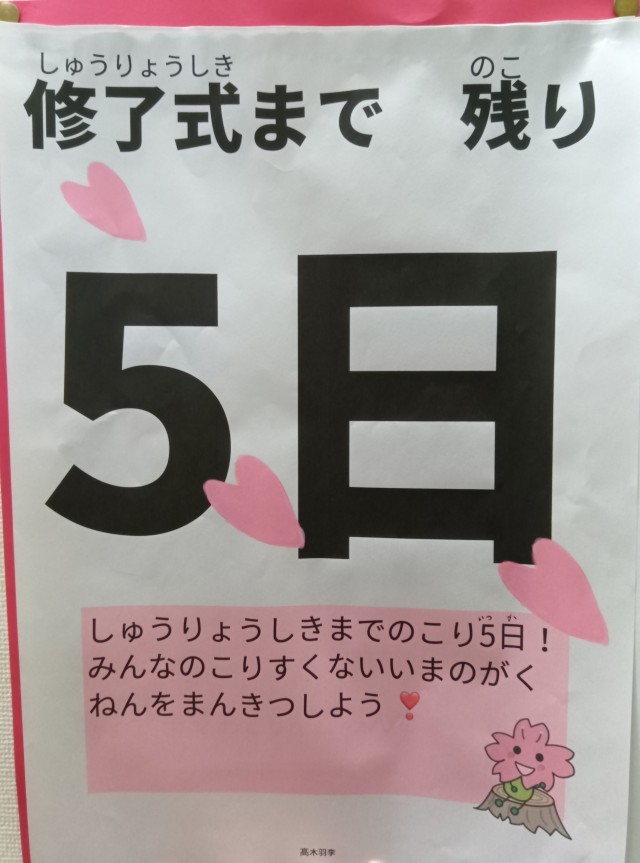 しゅうりょうしき　のこ
修了式まで　残り
5日
しゅうりょうしきまでのこり5日！
みんなのこりすくないいまのがく
ねんをまんきつしよう❣
髙木羽李